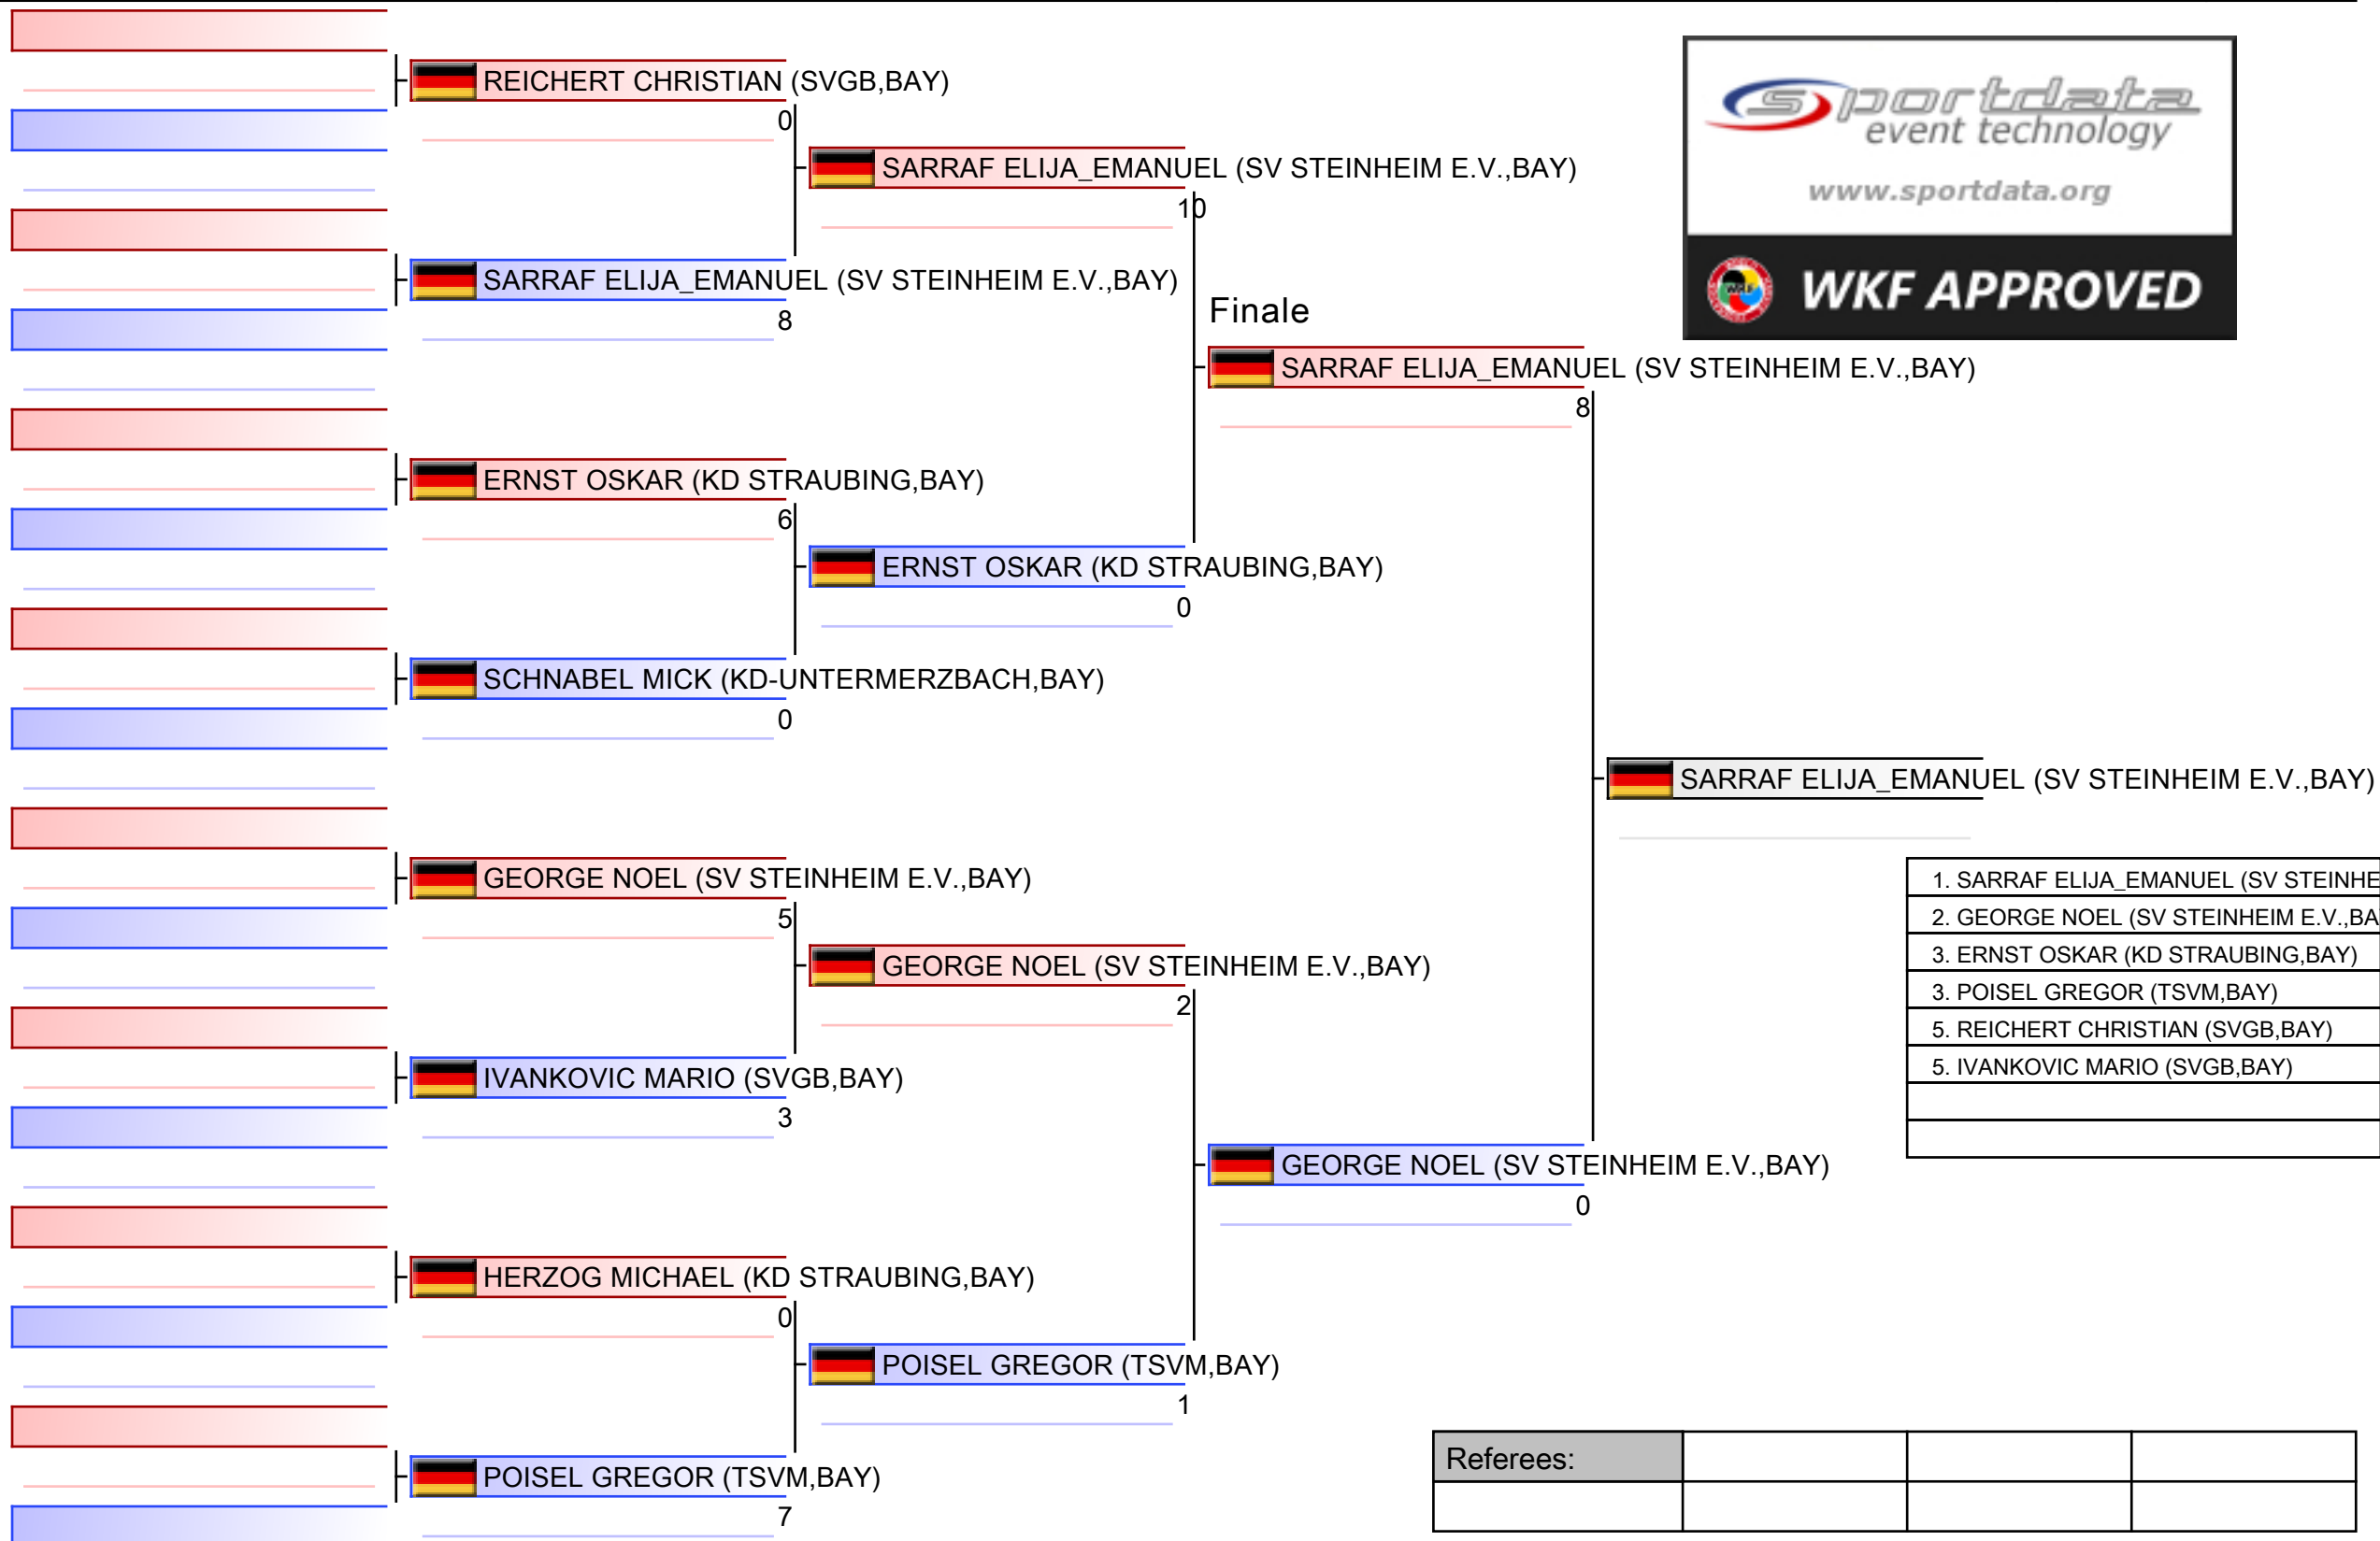 REICHERT CHRISTIAN (SVGB,BAY)
0
SARRAF ELIJA_EMANUEL (SV STEINHEIM E.V.,BAY)
8
ERNST OSKAR (KD STRAUBING,BAY)
6
SCHNABEL MICK (KD-UNTERMERZBACH,BAY)
0
GEORGE NOEL (SV STEINHEIM E.V.,BAY)
5
IVANKOVIC MARIO (SVGB,BAY)
3
HERZOG MICHAEL (KD STRAUBING,BAY)
0
POISEL GREGOR (TSVM,BAY)
7
SARRAF ELIJA_EMANUEL (SV STEINHEIM E.V.,BAY)
10
ERNST OSKAR (KD STRAUBING,BAY)
0
GEORGE NOEL (SV STEINHEIM E.V.,BAY)
2
POISEL GREGOR (TSVM,BAY)
1
Finale
SARRAF ELIJA_EMANUEL (SV STEINHEIM E.V.,BAY)
8
GEORGE NOEL (SV STEINHEIM E.V.,BAY)
0
SARRAF ELIJA_EMANUEL (SV STEINHEIM E.V.,BAY)
sportdata
event technology
www.sportdata.org
WKF
WKF APPROVED
1. SARRAF ELIJA_EMANUEL (SV STEINHE
2. GEORGE NOEL (SV STEINHEIM E.V.,BA
3. ERNST OSKAR (KD STRAUBING,BAY)
3. POISEL GREGOR (TSVM,BAY)
5. REICHERT CHRISTIAN (SVGB,BAY)
5. IVANKOVIC MARIO (SVGB,BAY)
Referees: